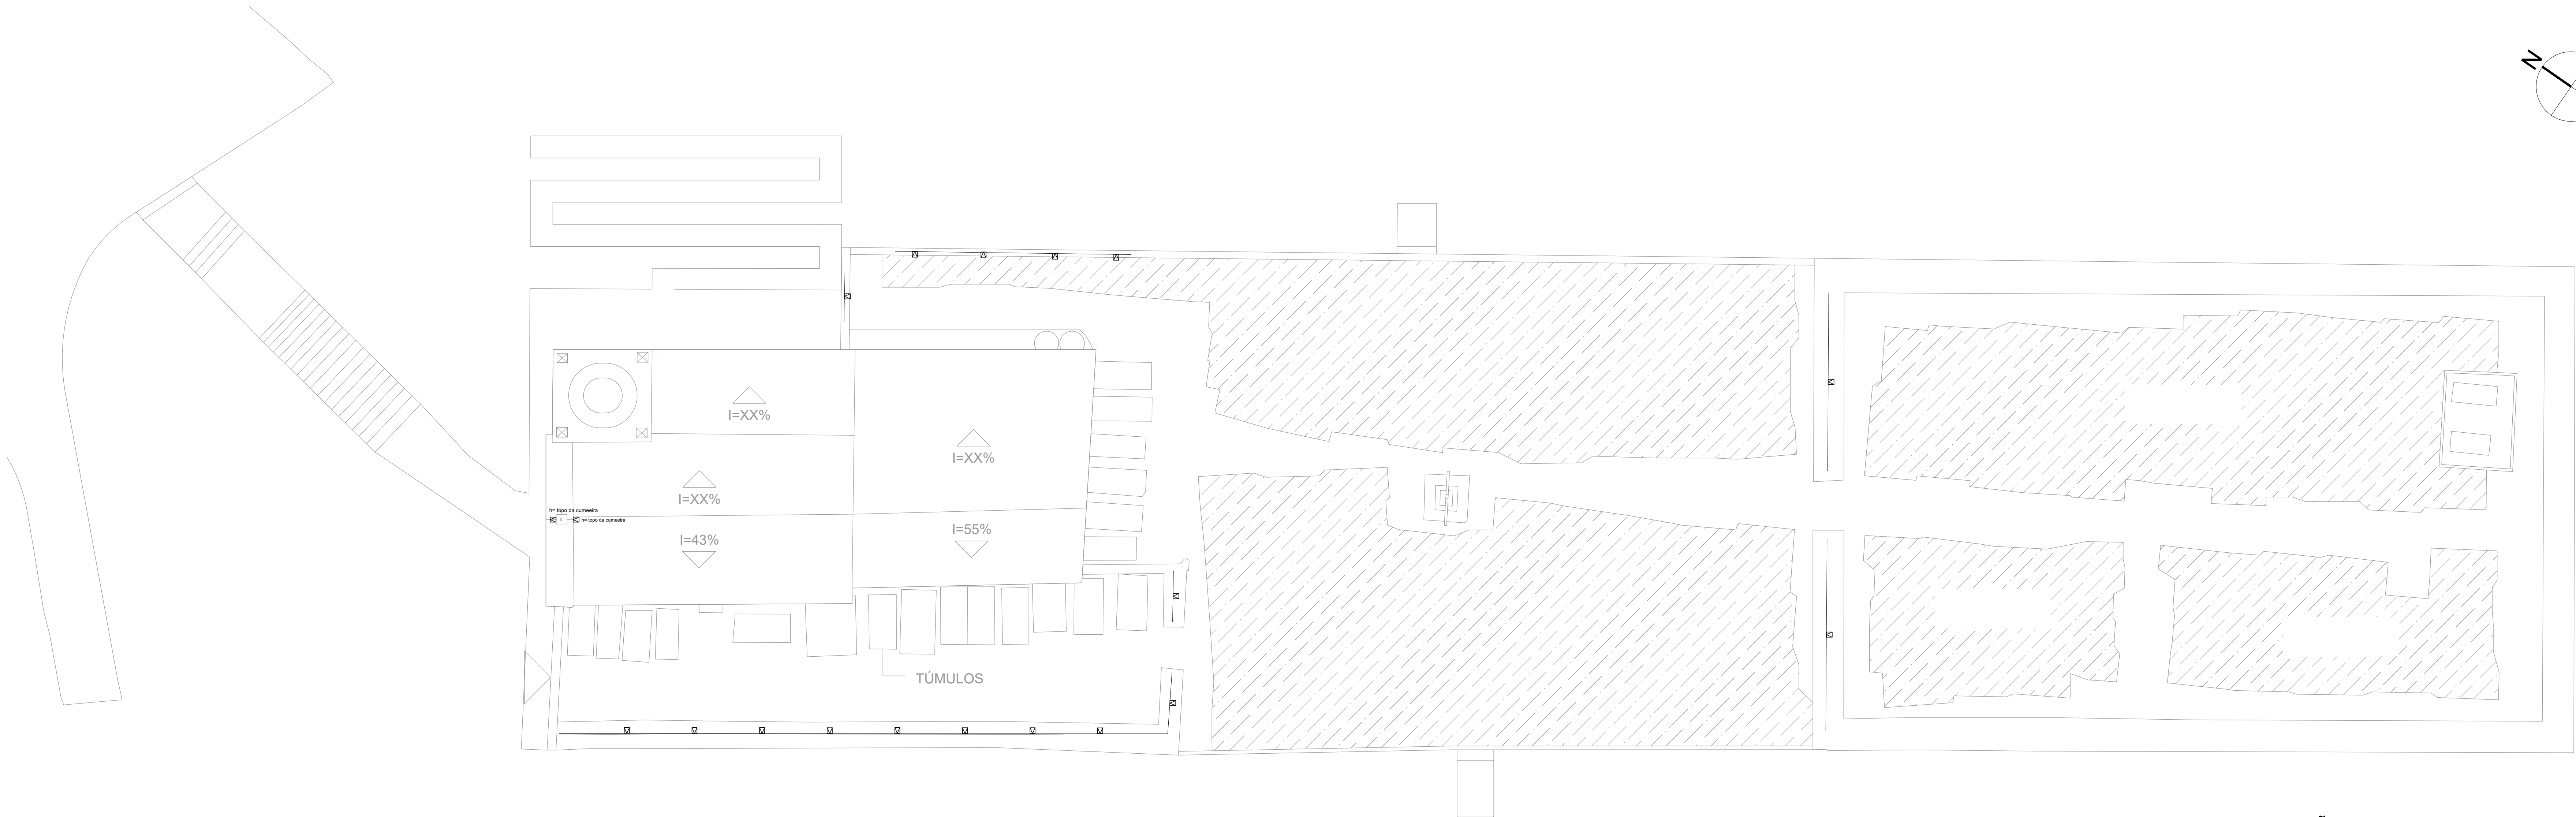 N
I=XX%
I=XX%
I=XX%
h= topo da cumeeira
h= topo da cumeeira
I=55%
I=43%
TÚMULOS